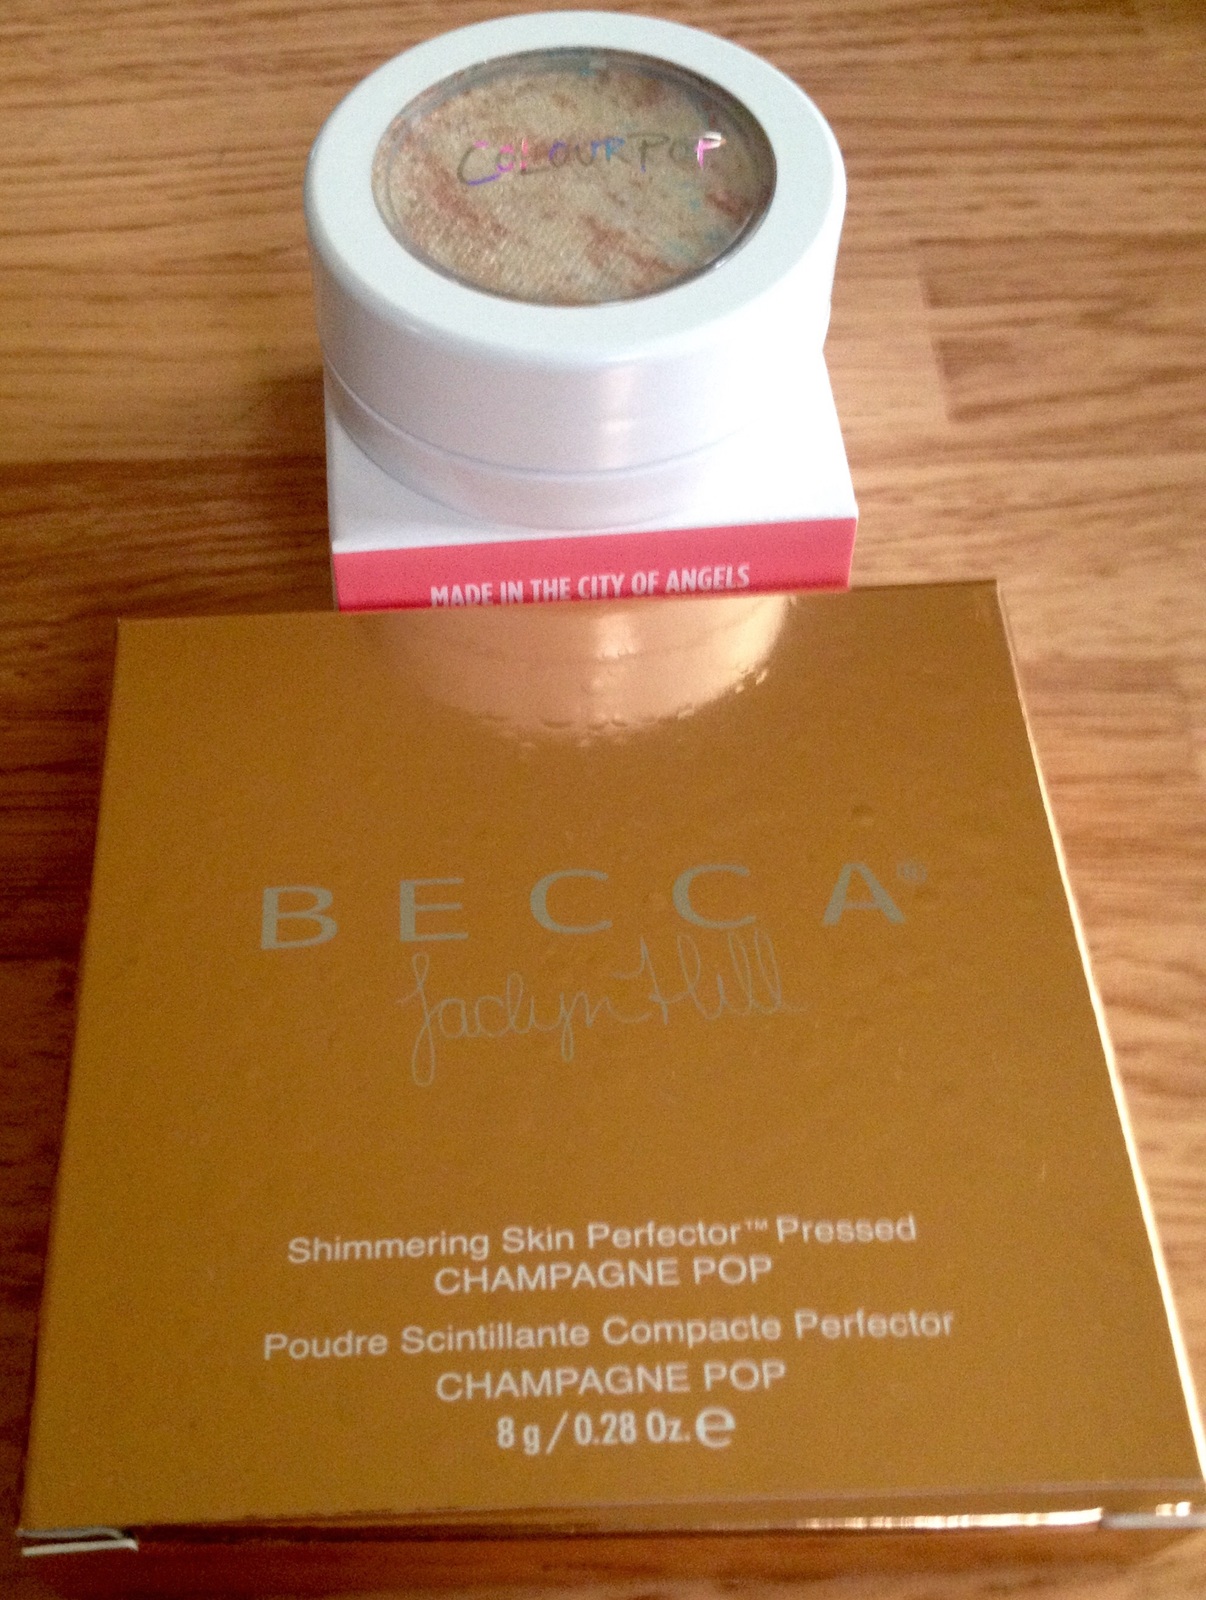 COLOURPOP
MADE IN THE CITY OF ANGELS
BECCA®
Jaclyn Hill
Shimmering Skin Perfector™ Pressed
CHAMPAGNE POP
Poudre Scintillante Compacte Perfector
CHAMPAGNE POP
8 g / 0.28 Oz. ℮